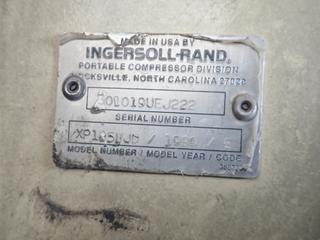 MADE IN USA BY
INGERSOLL-RAND®
PORTABLE COMPRESSOR DIVISION
MOCKSVILLE, NORTH CAROLINA 27028
301019UEJ222
SERIAL NUMBER
/ /
MODEL NUMBER / MODEL YEAR / CODE